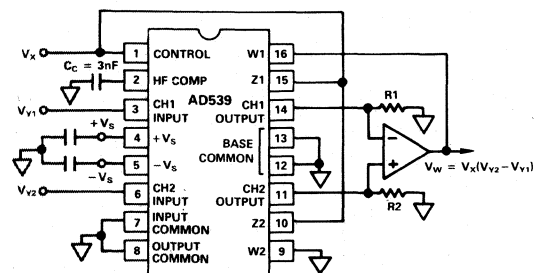 V_X
C_C = 3nF
1 CONTROL
2 HF COMP
AD539
V_Y1
3 CH1 INPUT
+V_S
4 +V_S
5 -V_S
-V_S
V_Y2
6 CH2 INPUT
7 INPUT COMMON
8 OUTPUT COMMON
W1 16
Z1 15
CH1 OUTPUT 14
BASE COMMON
13
12
CH2 OUTPUT 11
Z2 10
W2 9
R1
−
+
V_W = V_X(V_Y2 − V_Y1)
R2